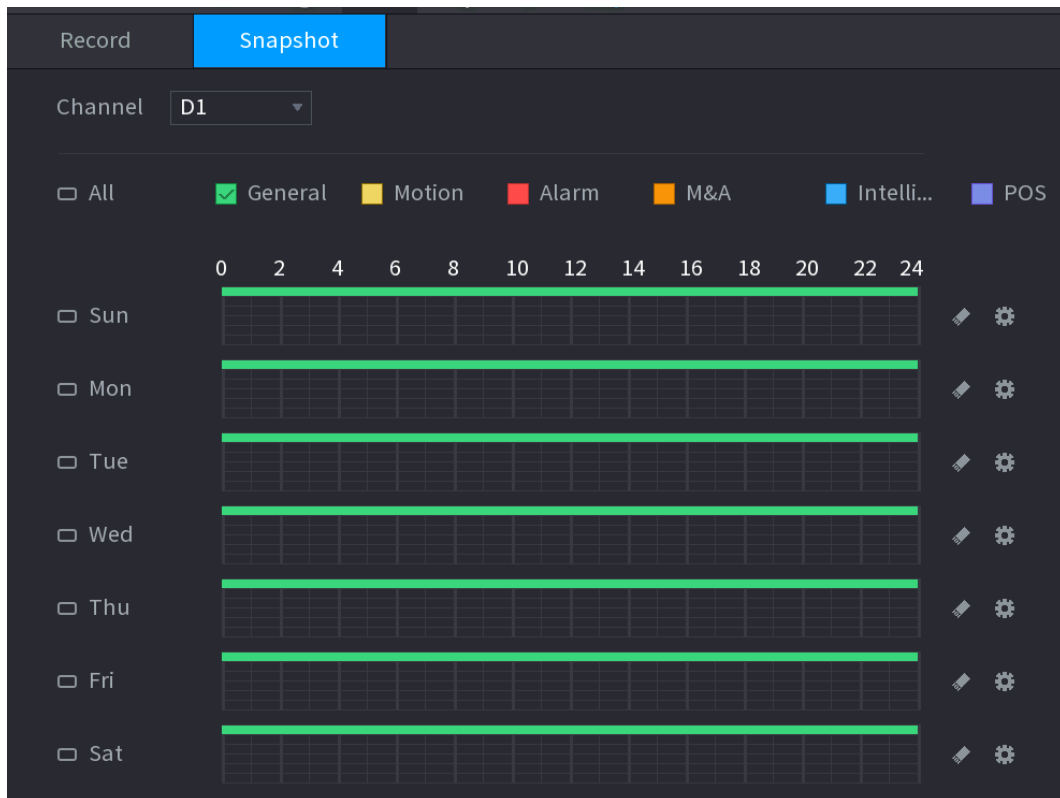 Record Snapshot
Channel D1
All General Motion Alarm M&A Intelli... POS
0 2 4 6 8 10 12 14 16 18 20 22 24
Sun
Mon
Tue
Wed
Thu
Fri
Sat